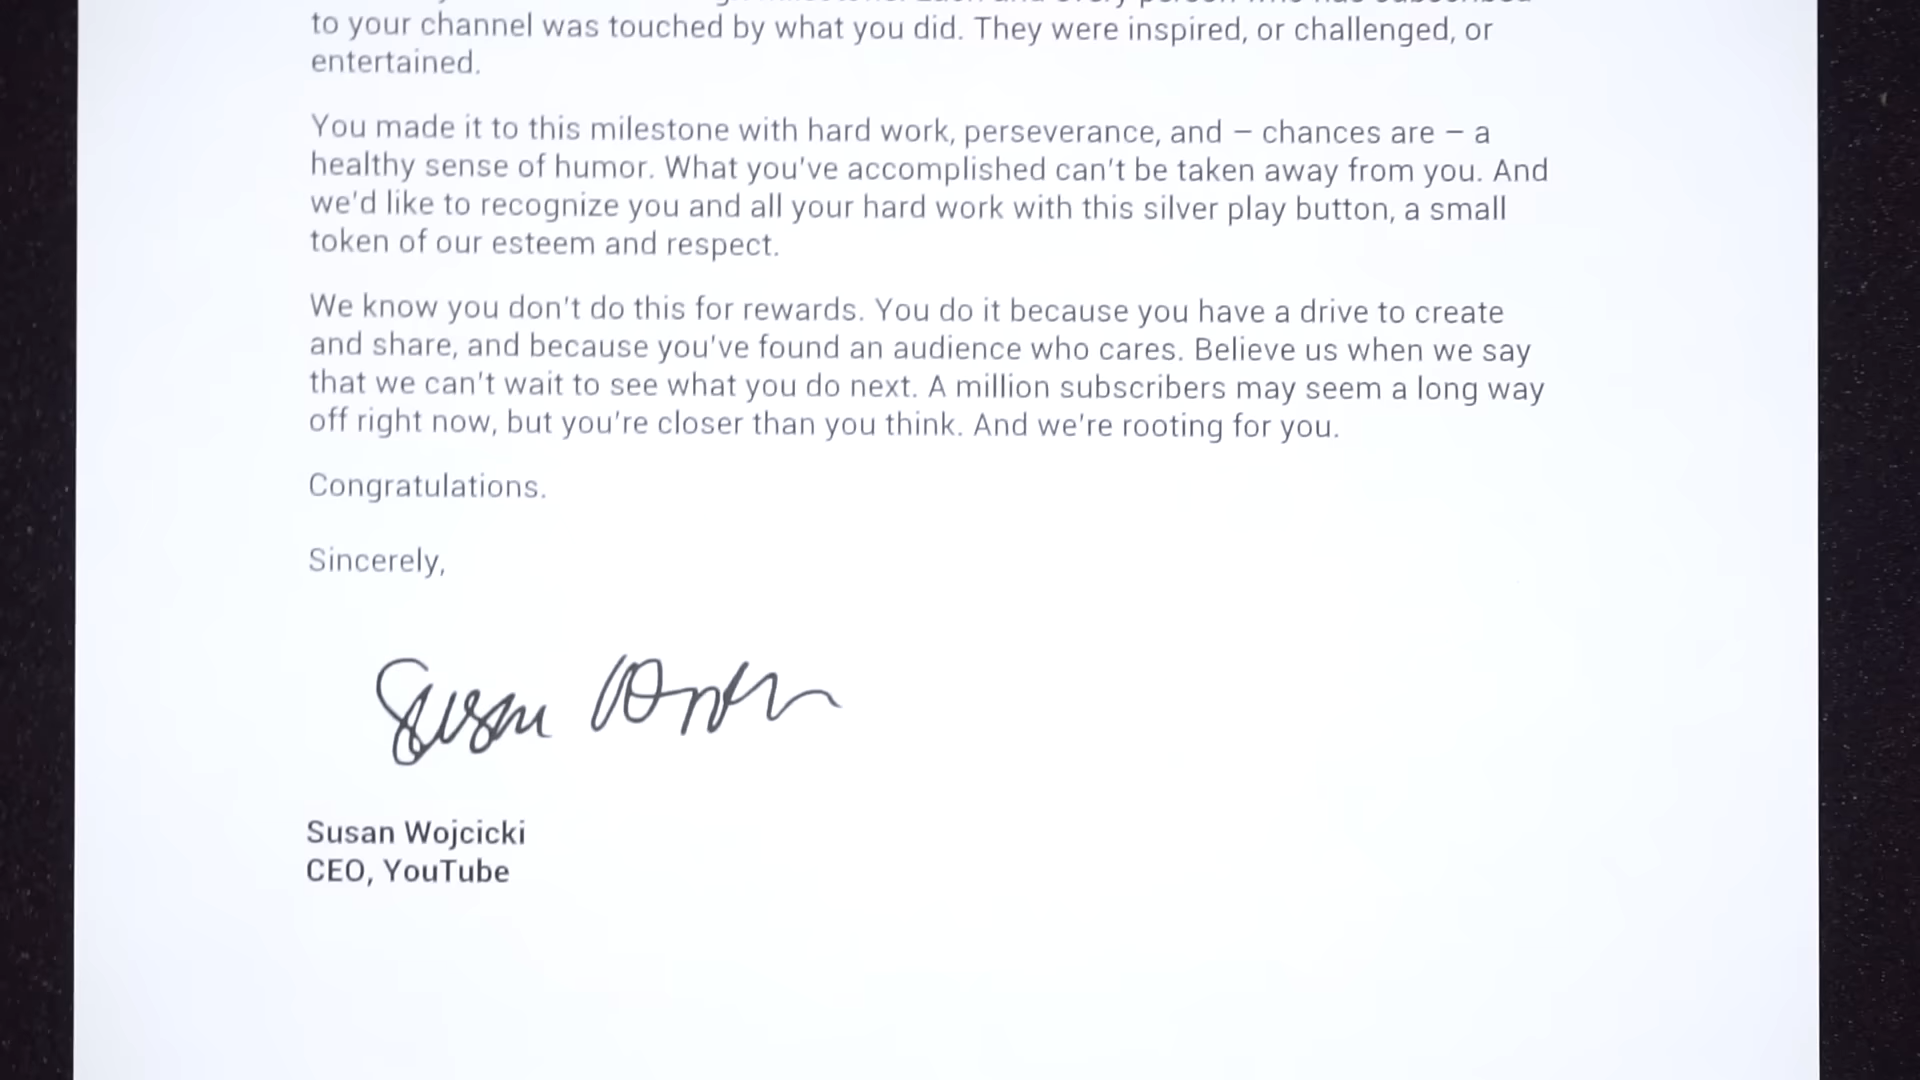 to your channel was touched by what you did. They were inspired, or challenged, or
entertained.
You made it to this milestone with hard work, perseverance, and – chances are – a
healthy sense of humor. What you've accomplished can't be taken away from you. And
we'd like to recognize you and all your hard work with this silver play button, a small
token of our esteem and respect.
We know you don't do this for rewards. You do it because you have a drive to create
and share, and because you've found an audience who cares. Believe us when we say
that we can't wait to see what you do next. A million subscribers may seem a long way
off right now, but you're closer than you think. And we're rooting for you.
Congratulations.
Sincerely,
Susan
Susan Wojcicki
CEO, YouTube